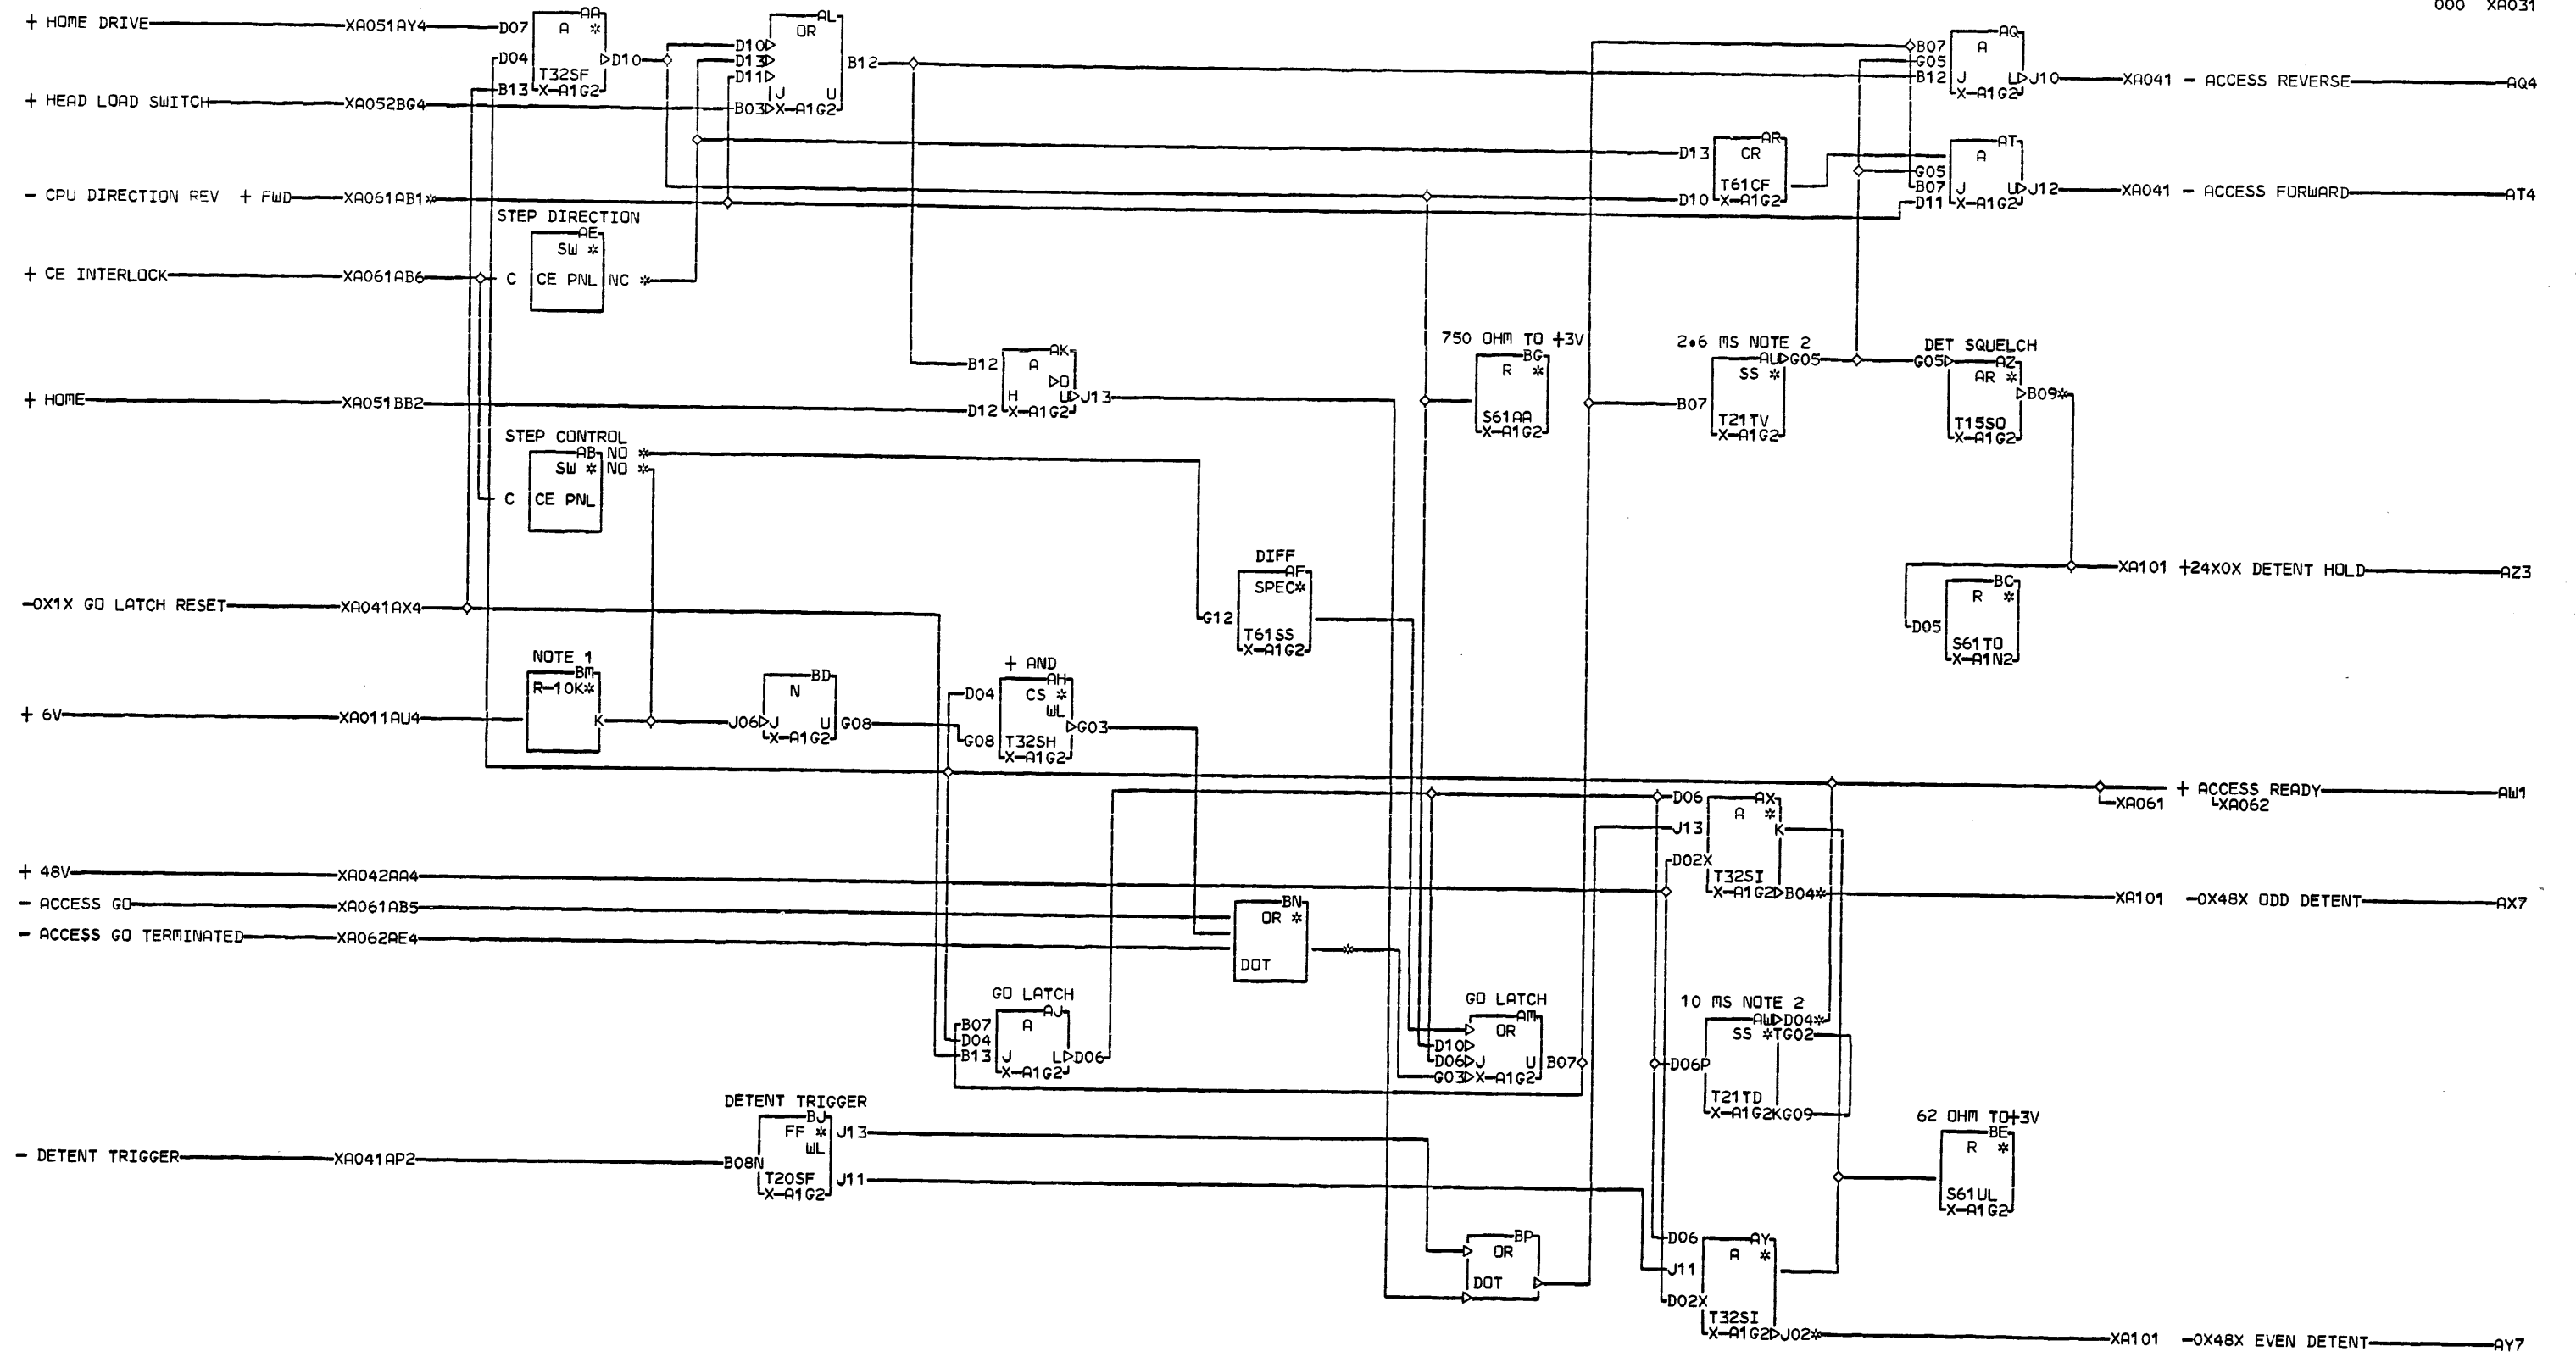 000 XA031
+ HOME DRIVE XA051AY4 D07
AA
A *
D04
D10
T32SF
B13 X-A1G2
AL
OR
D10
D13
D11
B12
J U
B03 X-A1G2
+ HEAD LOAD SWITCH XA052BG4
AQ
B07 A
G05
B12 J L J10 XA041 - ACCESS REVERSE AQ4
X-A1G2
AR
D13 CR
T61CF
D10 X-A1G2
AT
A
G05
B07 J U J12 XA041 - ACCESS FORWARD AT4
D11 X-A1G2
- CPU DIRECTION REV + FWD XA061AB1*
STEP DIRECTION
AE
SW *
+ CE INTERLOCK XA061AB6 C CE PNL NC *
B12
AK
A
O
H U J13
D12 X-A1G2
+ HOME XA051BB2
750 OHM TO +3V
BG
R *
S61AA
X-A1G2
2.6 MS NOTE 2
AU G05
SS *
B07
T21TV
X-A1G2
DET SQUELCH
G05 AZ
AR *
B09*
T15SO
X-A1G2
STEP CONTROL
AB NO *
SW * NO *
C CE PNL
DIFF
AF
SPEC*
G12
T61SS
X-A1G2
XA101 +24X0X DETENT HOLD AZ3
BC
R *
D05
S61TO
X-A1N2
-0X1X GO LATCH RESET XA041AX4
NOTE 1
BM
R-10K*
K
+ 6V XA011AU4
BD
N
J06 J U G08
X-A1G2
+ AND
D04 AH
CS *
WL
G03
G08 T32SH
X-A1G2
+ ACCESS READY AW1
XA061 XA062
D06 AX
A *
J13 K
D02X
T32SI
X-A1G2 B04* XA101 -0X48X ODD DETENT AX7
+ 48V XA042AA4
- ACCESS GO XA061AB5
- ACCESS GO TERMINATED XA062AE4
BN
OR *
DOT
*
GO LATCH
AJ
B07 A
D04
B13 J L D06
X-A1G2
GO LATCH
AM
OR
D10
D06 J U B07
G03 X-A1G2
10 MS NOTE 2
AW D04*
SS *TG02
D06P
T21TD
X-A1G2KG09
62 OHM TO+3V
BE
R *
S61UL
X-A1G2
DETENT TRIGGER
BJ
FF * J13
WL
- DETENT TRIGGER XA041AP2 B08N
T20SF J11
X-A1G2
BP
OR
DOT
D06 AY
A *
J11
D02X
T32SI
X-A1G2 J02* XA101 -0X48X EVEN DETENT AY7